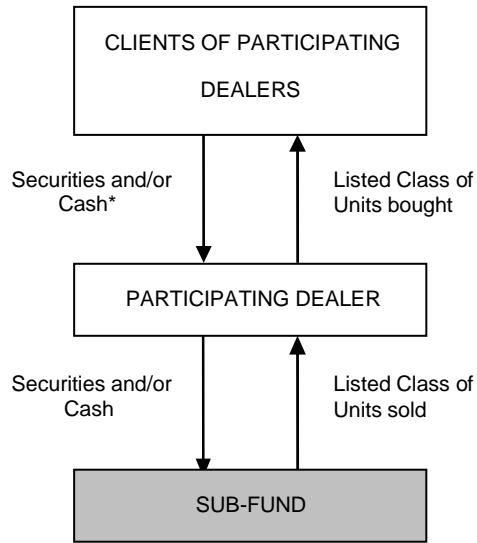 CLIENTS OF PARTICIPATING
DEALERS
Securities and/or
Cash*
Listed Class of
Units bought
PARTICIPATING DEALER
Securities and/or
Cash
Listed Class of
Units sold
SUB-FUND